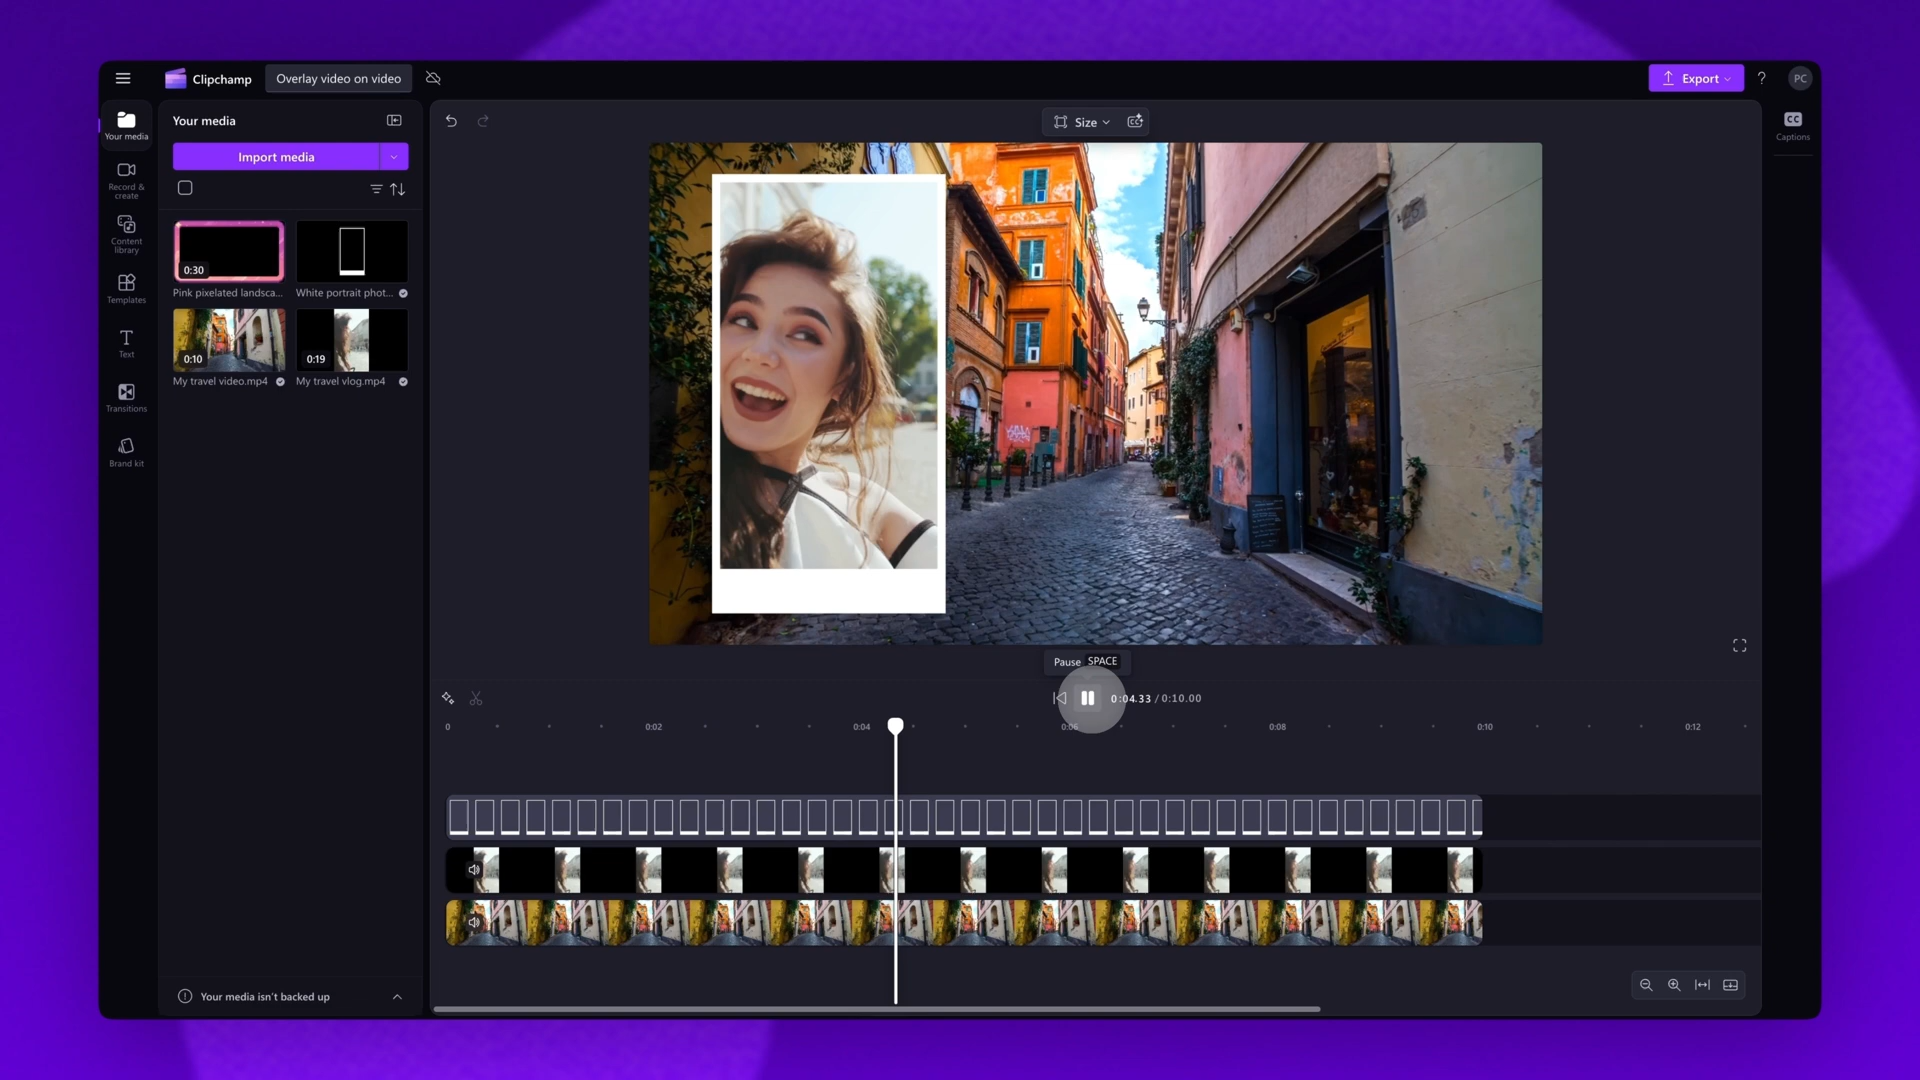 Clipchamp
Overlay video on video
Export
?
PC
Your media
Record &
create
Content
library
Templates
Text
Transitions
Brand kit
Your media
Import media
0:30
Pink pixelated landsca...
White portrait phot...
0:10
My travel video.mp4
0:19
My travel vlog.mp4
Your media isn't backed up
Size
CC
Captions
Pause SPACE
0:04.33 / 0:10.00
0
0:02
0:04
0:06
0:08
0:10
0:12